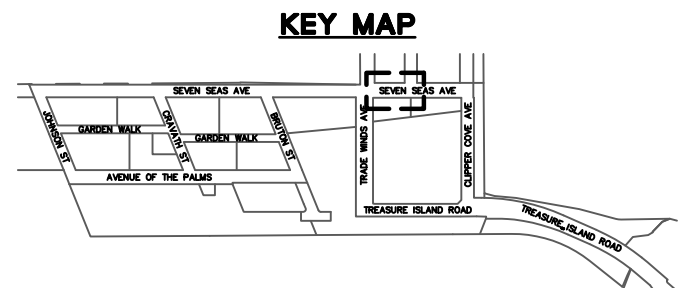 KEY MAP
SEVEN SEAS AVE
SEVEN SEAS AVE
JOHNSON ST
GARDEN WALK
CRAVATH ST
GARDEN WALK
BRUTON ST
TRADE WINDS AVE
CLIPPER COVE AVE
AVENUE OF THE PALMS
TREASURE ISLAND ROAD
TREASURE ISLAND ROAD